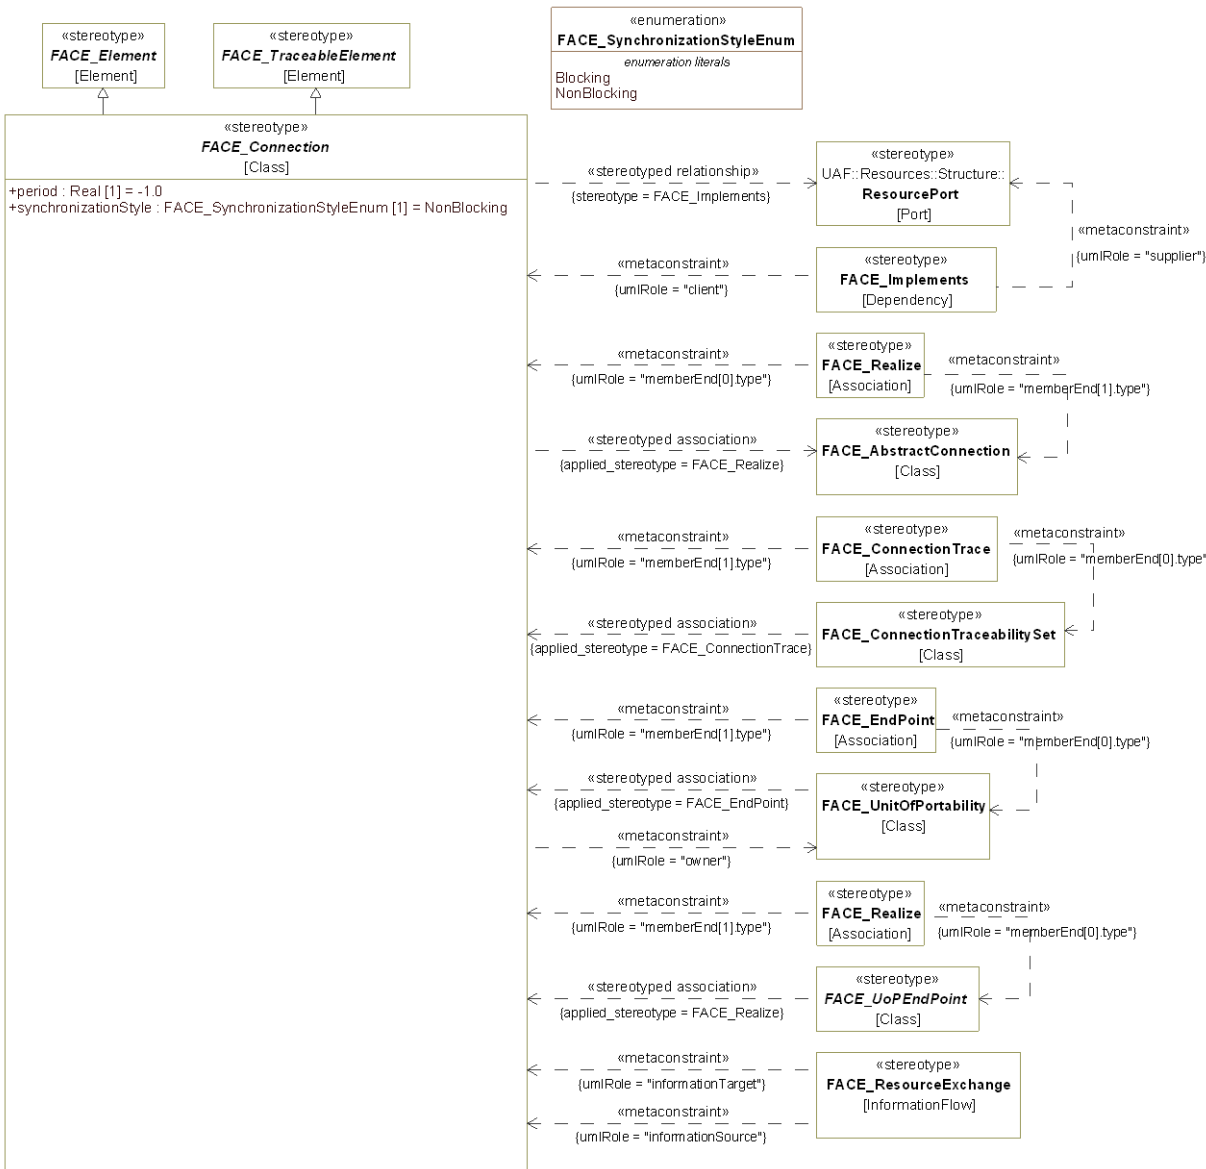 «stereotype»
FACE_Element
[Element]
«stereotype»
FACE_TraceableElement
[Element]
«enumeration»
FACE_SynchronizationStyleEnum
enumeration literals
Blocking
NonBlocking
«stereotype»
FACE_Connection
[Class]
+period : Real [1] = -1.0
+synchronizationStyle : FACE_SynchronizationStyleEnum [1] = NonBlocking
«stereotyped relationship»
{stereotype = FACE_Implements}
«stereotype»
UAF::Resources::Structure::
ResourcePort
[Port]
«metaconstraint»
{umlRole = "supplier"}
«metaconstraint»
{umlRole = "client"}
«stereotype»
FACE_Implements
[Dependency]
«metaconstraint»
{umlRole = "memberEnd[0].type"}
«stereotype»
FACE_Realize
[Association]
«metaconstraint»
{umlRole = "memberEnd[1].type"}
«stereotyped association»
{applied_stereotype = FACE_Realize}
«stereotype»
FACE_AbstractConnection
[Class]
«metaconstraint»
{umlRole = "memberEnd[1].type"}
«stereotype»
FACE_ConnectionTrace
[Association]
«metaconstraint»
{umlRole = "memberEnd[0].type"
«stereotyped association»
{applied_stereotype = FACE_ConnectionTrace}
«stereotype»
FACE_ConnectionTraceabilitySet
[Class]
«metaconstraint»
{umlRole = "memberEnd[1].type"}
«stereotype»
FACE_EndPoint
[Association]
«metaconstraint»
{umlRole = "memberEnd[0].type"}
«stereotyped association»
{applied_stereotype = FACE_EndPoint}
«stereotype»
FACE_UnitOfPortability
[Class]
«metaconstraint»
{umlRole = "owner"}
«metaconstraint»
{umlRole = "memberEnd[1].type"}
«stereotype»
FACE_Realize
[Association]
«metaconstraint»
{umlRole = "memberEnd[0].type"}
«stereotyped association»
{applied_stereotype = FACE_Realize}
«stereotype»
FACE_UoPEndPoint
[Class]
«metaconstraint»
{umlRole = "informationTarget"}
«stereotype»
FACE_ResourceExchange
[InformationFlow]
«metaconstraint»
{umlRole = "informationSource"}